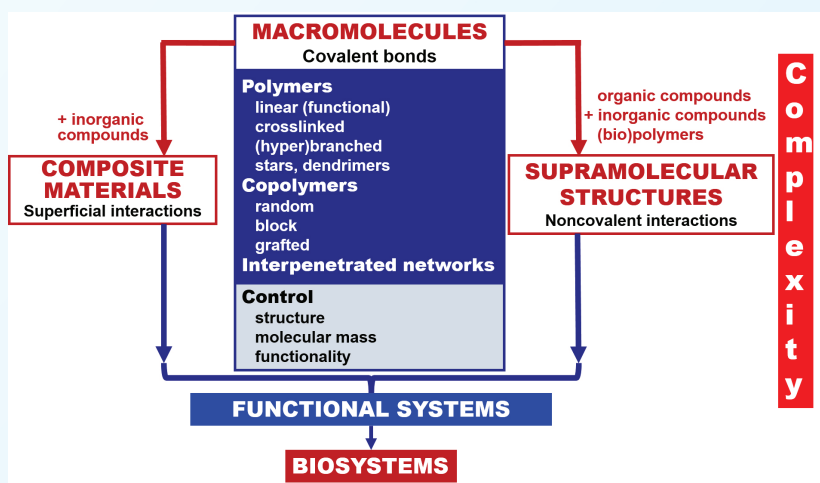 MACROMOLECULES
Covalent bonds
Polymers
linear (functional)
crosslinked
(hyper)branched
stars, dendrimers
Copolymers
random
block
grafted
Interpenetrated networks
Control
structure
molecular mass
functionality
+ inorganic
compounds
COMPOSITE
MATERIALS
Superficial interactions
organic compounds
+ inorganic compounds
(bio)polymers
SUPRAMOLECULAR
STRUCTURES
Noncovalent interactions
FUNCTIONAL SYSTEMS
BIOSYSTEMS
Complexity